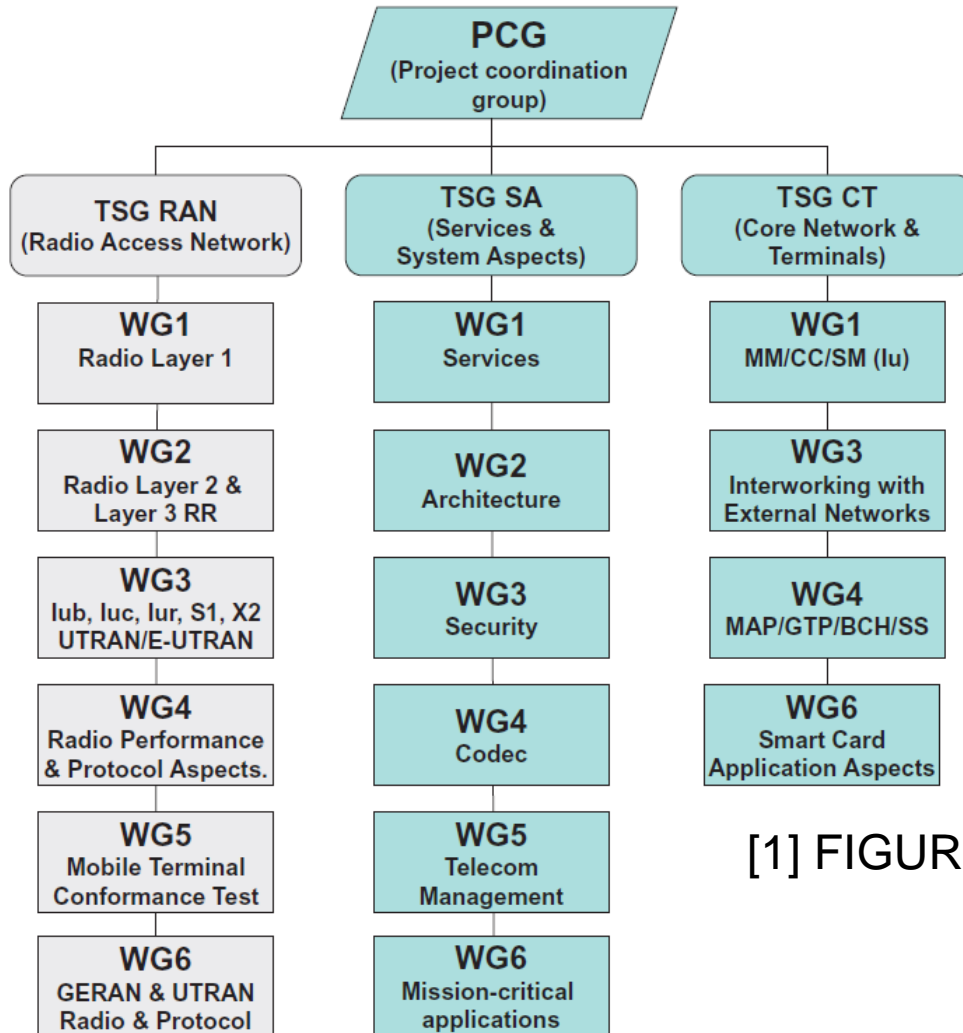 PCG
(Project coordination
group)
TSG RAN
(Radio Access Network)
WG1
Radio Layer 1
WG2
Radio Layer 2 &
Layer 3 RR
WG3
Iub, Iuc, Iur, S1, X2
UTRAN/E-UTRAN
WG4
Radio Performance
& Protocol Aspects.
WG5
Mobile Terminal
Conformance Test
WG6
GERAN & UTRAN
Radio & Protocol
TSG SA
(Services &
System Aspects)
WG1
Services
WG2
Architecture
WG3
Security
WG4
Codec
WG5
Telecom
Management
WG6
Mission-critical
applications
TSG CT
(Core Network &
Terminals)
WG1
MM/CC/SM (Iu)
WG3
Interworking with
External Networks
WG4
MAP/GTP/BCH/SS
WG6
Smart Card
Application Aspects
[1] FIGUR